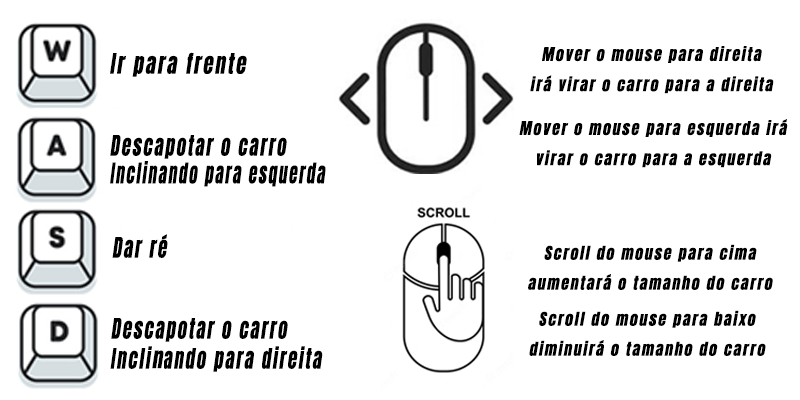 W
Ir para frente
A
Descapotar o carro
Inclinando para esquerda
S
Dar ré
D
Descapotar o carro
Inclinando para direita
Mover o mouse para direita
irá virar o carro para a direita
Mover o mouse para esquerda irá
virar o carro para a esquerda
SCROLL
Scroll do mouse para cima
aumentará o tamanho do carro
Scroll do mouse para baixo
diminuirá o tamanho do carro